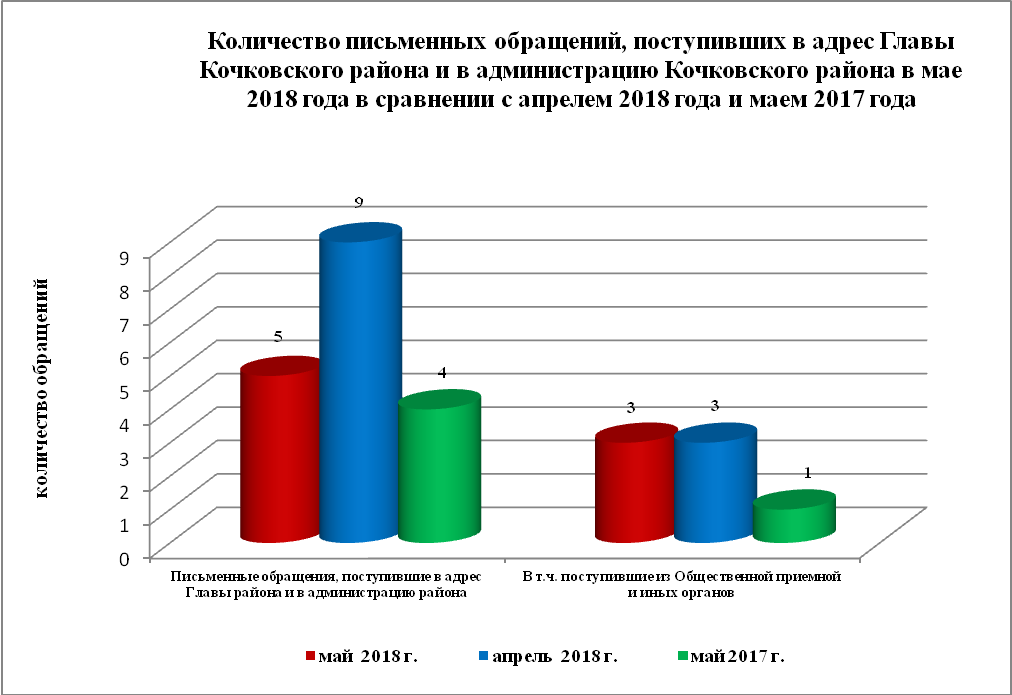 Количество письменных обращений, поступивших в адрес Главы
Кочковского района и в администрацию Кочковского района в мае
2018 года в сравнении с апрелем 2018 года и маем 2017 года
количество обращений
9
8
7
6
5
4
3
2
1
0
5
9
4
3
3
1
Письменные обращения, поступившие в адрес
Главы района и в администрацию района
В т.ч. поступившие из Общественной приемной
и иных органов
май 2018 г.
апрель 2018 г.
май 2017 г.